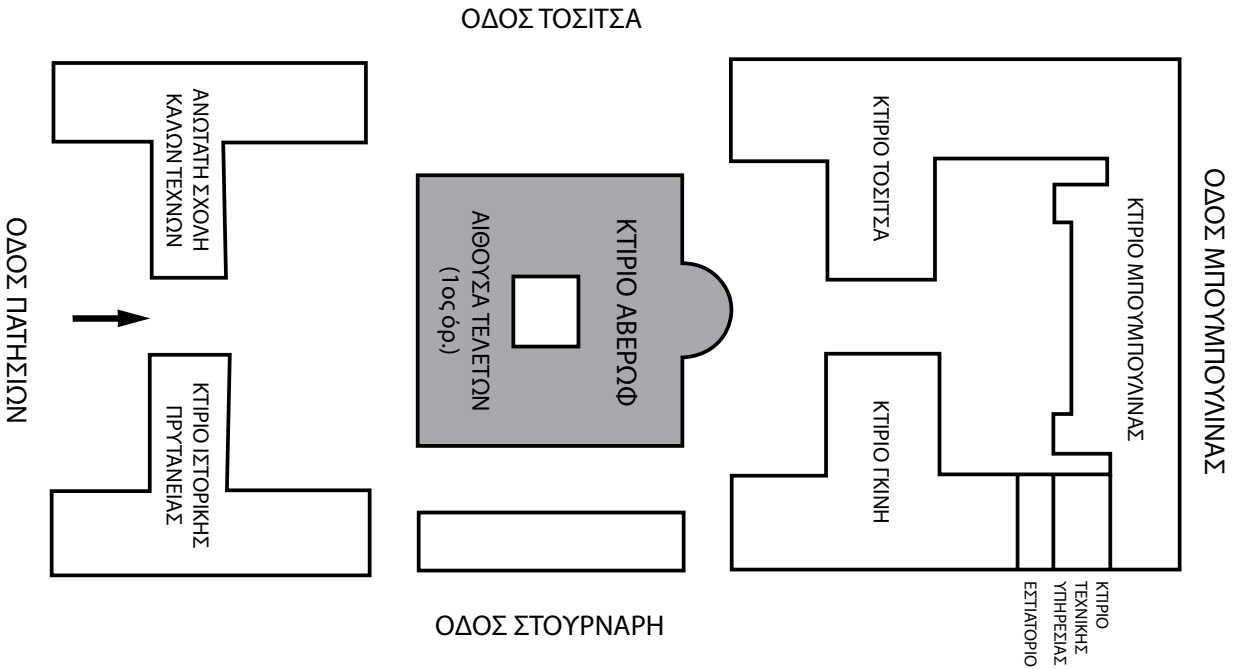 ΟΔΟΣ ΤΟΣΙΤΣΑ
ΑΝΩΤΑΤΗ ΣΧΟΛΗ
ΚΑΛΩΝ ΤΕΧΝΩΝ
ΚΤΙΡΙΟ ΤΟΣΙΤΣΑ
ΟΔΟΣ ΜΠΟΥΜΠΟΥΛΙΝΑΣ
ΚΤΙΡΙΟ ΜΠΟΥΜΠΟΥΛΙΝΑΣ
ΟΔΟΣ ΠΑΤΗΣΙΩΝ
ΚΤΙΡΙΟ ΑΒΕΡΩΦ
ΑΙΘΟΥΣΑ ΤΕΛΕΤΩΝ
(1ος όρ.)
ΚΤΙΡΙΟ ΙΣΤΟΡΙΚΗΣ
ΠΡΥΤΑΝΕΙΑΣ
ΚΤΙΡΙΟ ΓΚΙΝΗ
ΚΤΙΡΙΟ
ΤΕΧΝΙΚΗΣ
ΥΠΗΡΕΣΙΑΣ
ΕΣΤΙΑΤΟΡΙΟ
ΟΔΟΣ ΣΤΟΥΡΝΑΡΗ